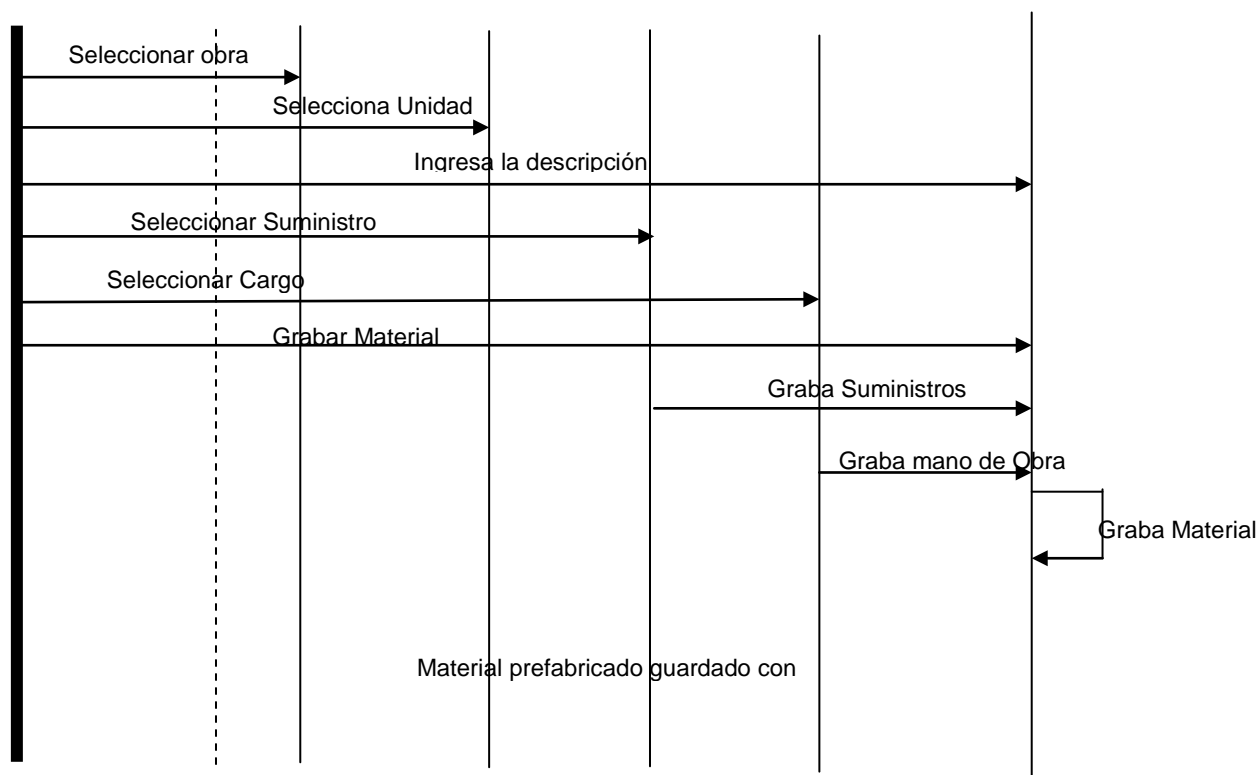 Seleccionar obra
Selecciona Unidad
Ingresa la descripción
Seleccionar Suministro
Seleccionar Cargo
Grabar Material
Graba Suministros
Graba mano de Obra
Graba Material
Material prefabricado guardado con